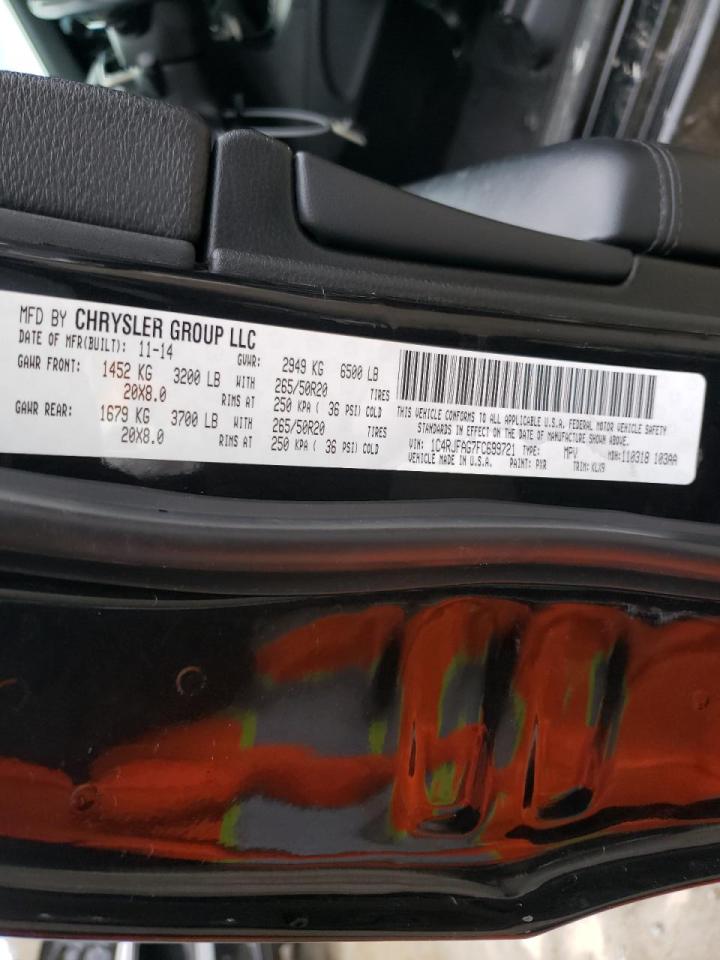 MFD BY CHRYSLER GROUP LLC
DATE OF MFR(BUILT): 11-14 GVWR: 2949 KG 6500 LB
GAWR FRONT: 1452 KG 3200 LB WITH 265/50R20 TIRES
20X8.0 RIMS AT 250 KPA ( 36 PSI) COLD
GAWR REAR: 1679 KG 3700 LB WITH 265/50R20 TIRES
20X8.0 RIMS AT 250 KPA ( 36 PSI) COLD
THIS VEHICLE CONFORMS TO ALL APPLICABLE U.S.A. FEDERAL MOTOR VEHICLE SAFETY
STANDARDS IN EFFECT ON THE DATE OF MANUFACTURE SHOWN ABOVE.
VIN: 1C4RJFAG7FC699721 TYPE: MPV MDH: 110318 103AA
VEHICLE MADE IN U.S.A. PAINT: PXR TRIM: KLX9